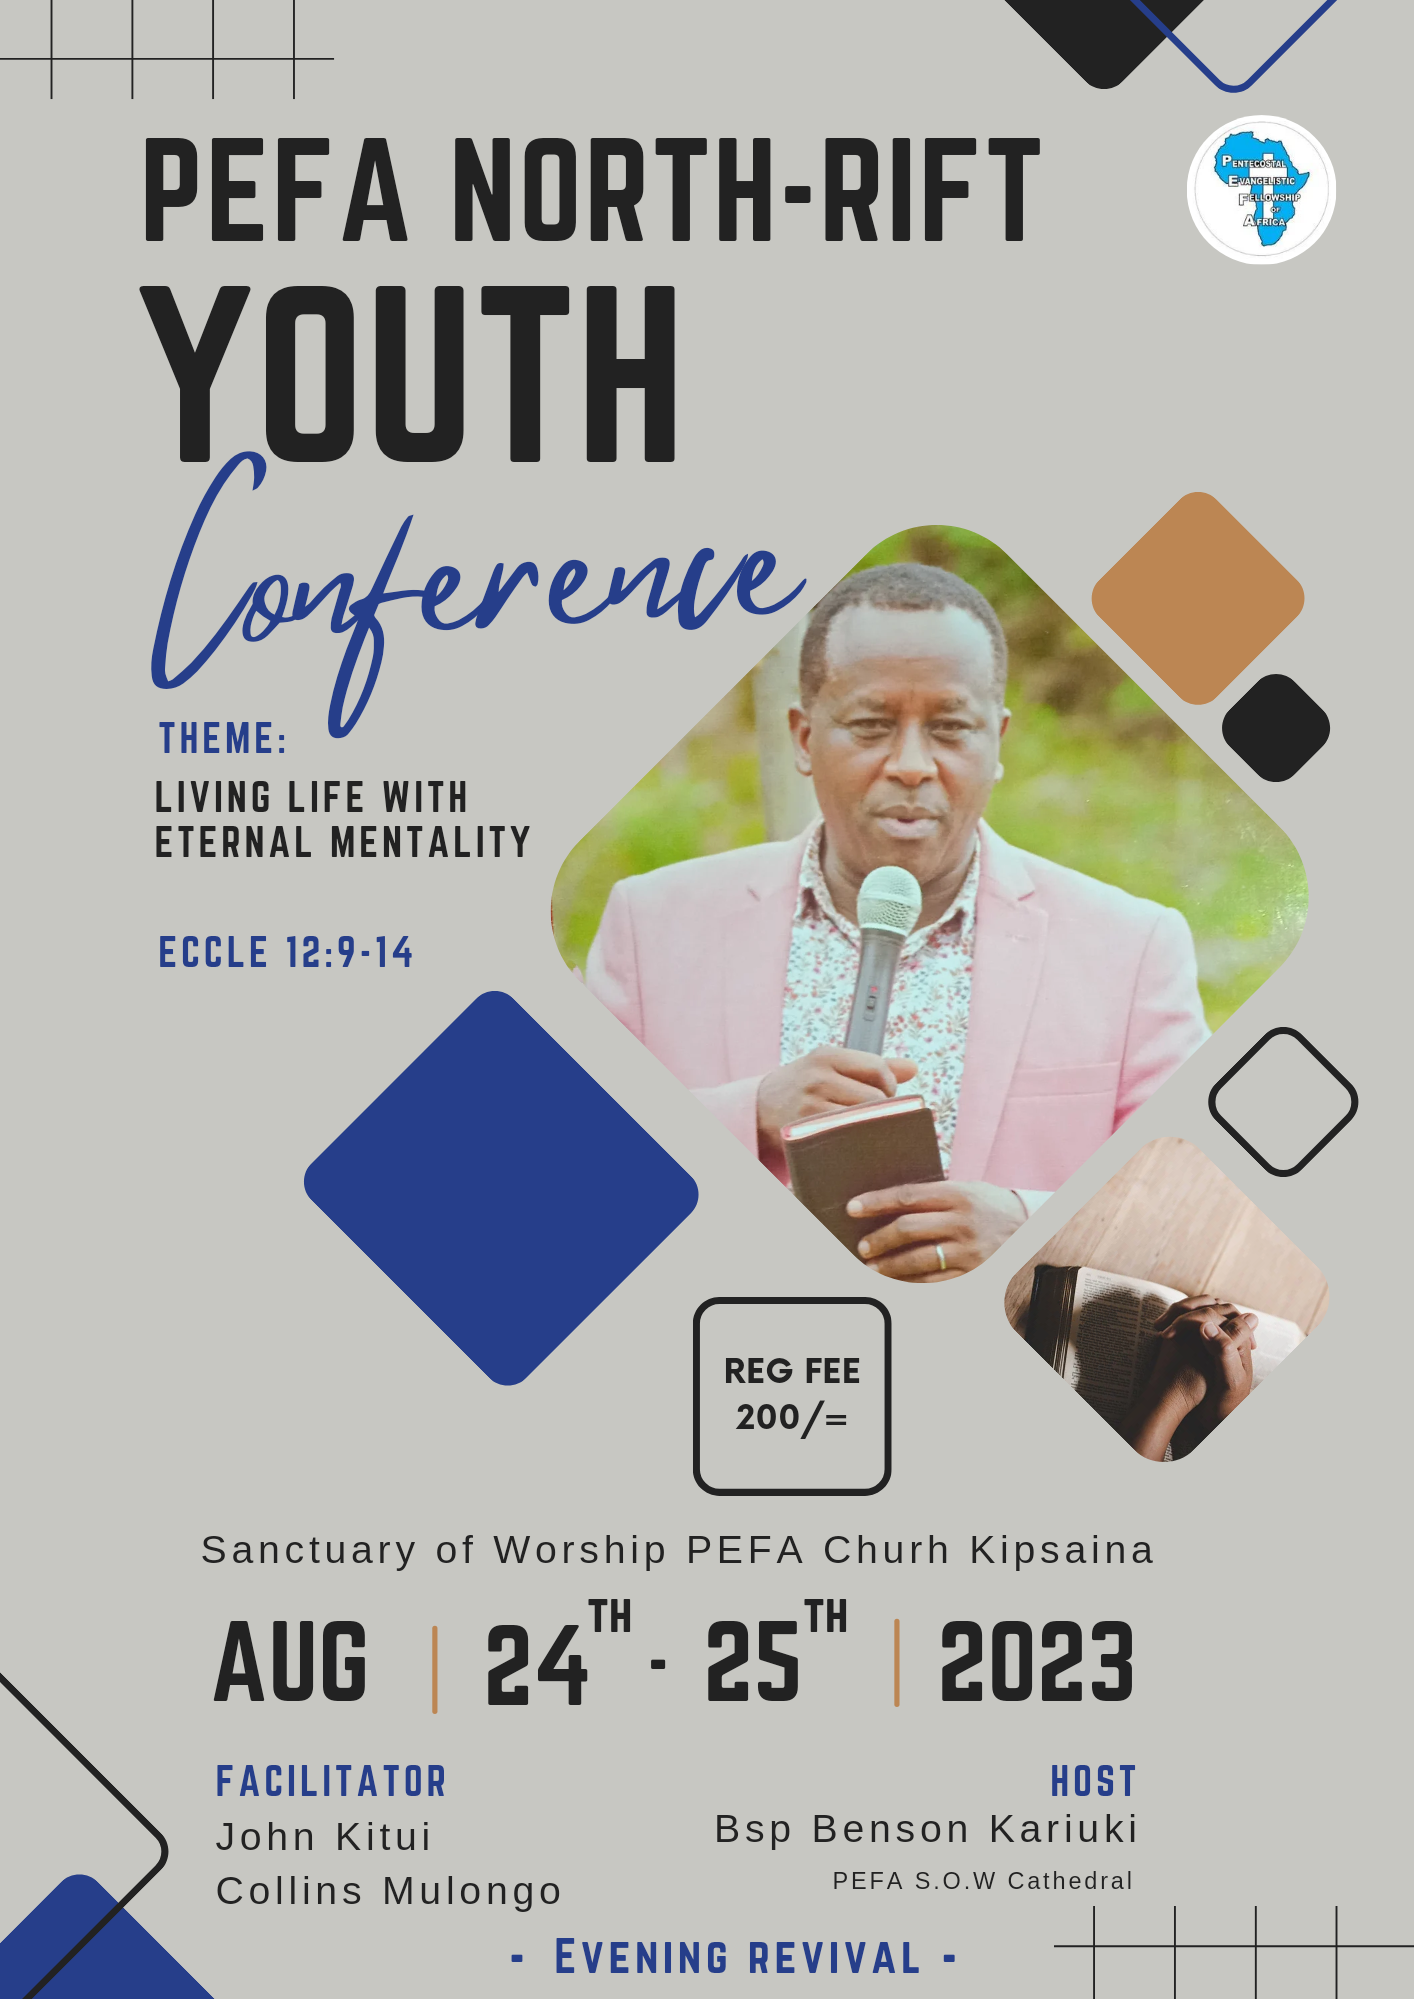 PEFA NORTH-RIFT
PENTECOSTAL
EVANGELISTIC
FELLOWSHIP
OF
AFRICA
YOUTH
Conference
THEME:
LIVING LIFE WITH
ETERNAL MENTALITY
ECCLE 12:9-14
REG FEE
200/=
Sanctuary of Worship PEFA Churh Kipsaina
AUG | 24TH - 25TH | 2023
FACILITATOR
John Kitui
Collins Mulongo
HOST
Bsp Benson Kariuki
PEFA S.O.W Cathedral
- EVENING REVIVAL -